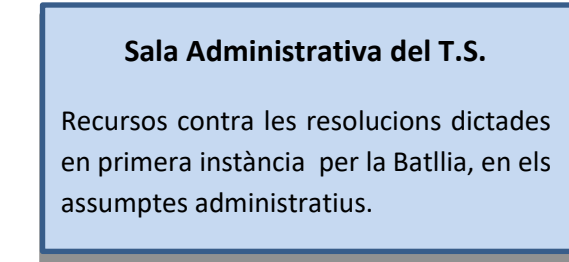 Sala Administrativa del T.S.
Recursos contra les resolucions dictades
en primera instància per la Batllia, en els
assumptes administratius.